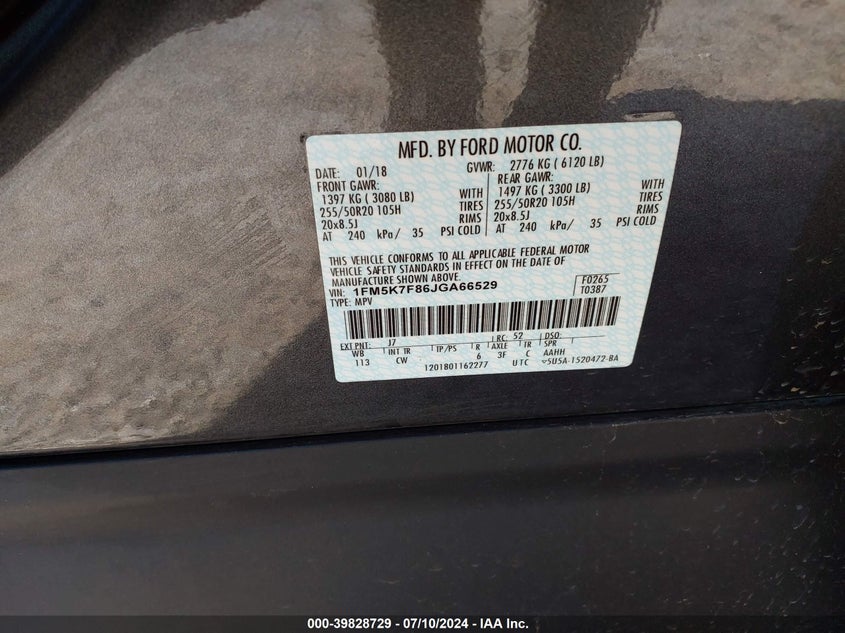 MFD. BY FORD MOTOR CO.
DATE: 01/18 GVWR: 2776 KG ( 6120 LB)
FRONT GAWR: REAR GAWR:
1397 KG ( 3080 LB) WITH 1497 KG ( 3300 LB) WITH
255/50R20 105H TIRES 255/50R20 105H TIRES
20x8.5J RIMS 20x8.5J RIMS
AT 240 kPa/ 35 PSI COLD AT 240 kPa/ 35 PSI COLD
THIS VEHICLE CONFORMS TO ALL APPLICABLE FEDERAL MOTOR
VEHICLE SAFETY STANDARDS IN EFFECT ON THE DATE OF
MANUFACTURE SHOWN ABOVE.
VIN: 1FM5K7F86JGA66529 F0265
TYPE: MPV T0387
EXT PNT: J7 RC: 52 DSO:
WB INT TR TP/PS R AXLE TR SPR
113 CW 6 3F C AAHH
1201801162277 UTC 5U5A-1520472-BA
000-39828729 / 07/10/2024 - IAA Inc.